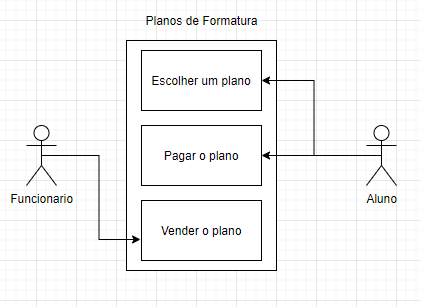 Planos de Formatura
Escolher um plano
Pagar o plano
Funcionario
Aluno
Vender o plano